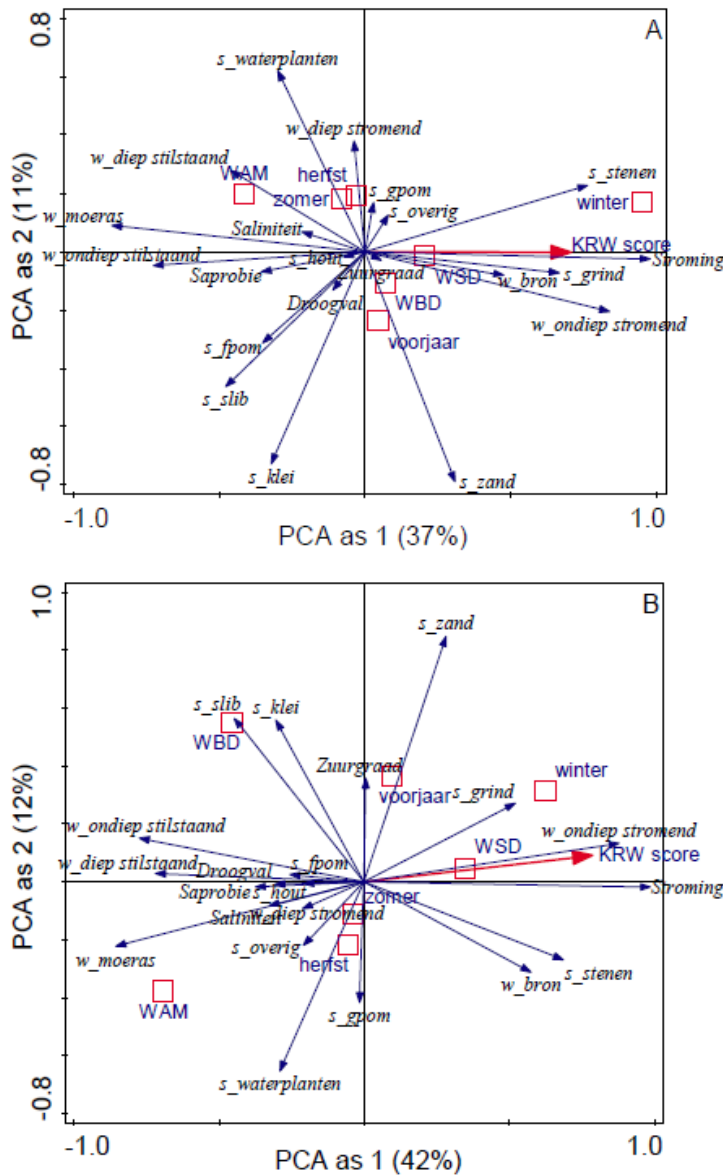 0.8
A
s_waterplanten
w_diep stromend
w_diep stilstaand
herfst
WAM
s_stenen
zomer
s_gpom
winter
w_moeras
s_overig
Saliniteit
KRW score
w_ondiep stilstaand
s_hout
Stroming
Saprobie
Zuurgraad
WSD
s_grind
w_bron
Droogval
WBD
w_ondiep stromend
voorjaar
s_fpom
s_slib
s_klei
s_zand
-0.8
PCA as 2 (11%)
-1.0
1.0
PCA as 1 (37%)
1.0
B
s_zand
s_slib
s_klei
WBD
Zuurgraad
winter
voorjaar
s_grind
w_ondiep stilstaand
w_ondiep stromend
WSD
KRW score
w_diep stilstaand
Droogval
s_fpom
Saprobie
s_hout
zomer
Stroming
Saliniteit
w_diep stromend
w_moeras
s_overig
herfst
s_stenen
w_bron
WAM
s_gpom
s_waterplanten
-0.8
PCA as 2 (12%)
-1.0
1.0
PCA as 1 (42%)